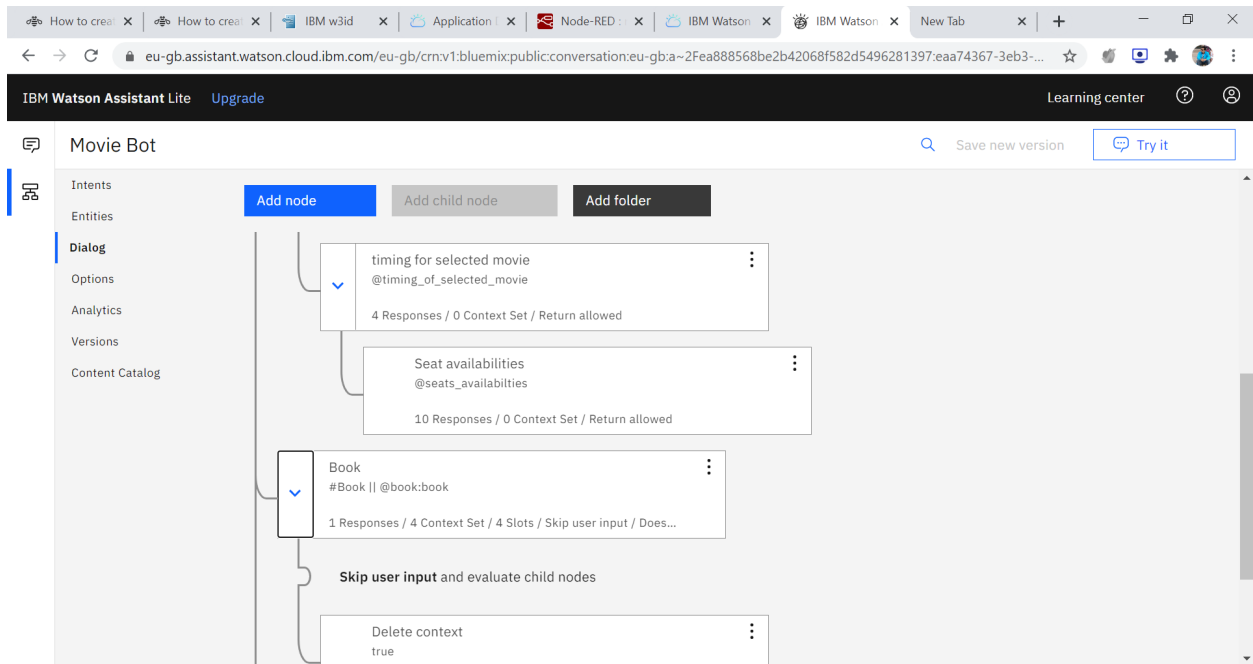 How to creat
How to creat
IBM w3id
Application
Node-RED :
IBM Watson
IBM Watson
New Tab
eu-gb.assistant.watson.cloud.ibm.com/eu-gb/crn:v1:bluemix:public:conversation:eu-gb:a~2Fea888568be2b42068f582d5496281397:eaa74367-3eb3-...
IBM Watson Assistant Lite Upgrade
Learning center
Movie Bot
Save new version
Try it
Intents
Entities
Dialog
Options
Analytics
Versions
Content Catalog
Add node
Add child node
Add folder
timing for selected movie
@timing_of_selected_movie
4 Responses / 0 Context Set / Return allowed
Seat availabilities
@seats_availabilties
10 Responses / 0 Context Set / Return allowed
Book
#Book || @book:book
1 Responses / 4 Context Set / 4 Slots / Skip user input / Does...
Skip user input and evaluate child nodes
Delete context
true